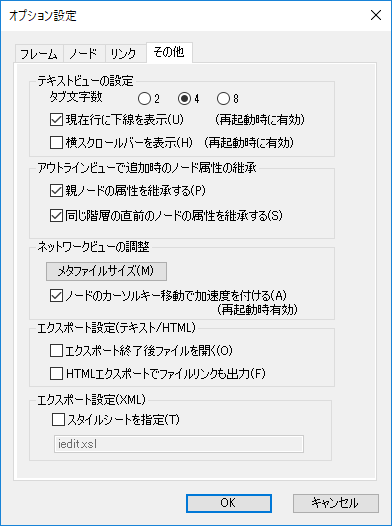 オプション設定
フレーム ノード リンク その他
テキストビューの設定
タブ文字数 2 4 8
現在行に下線を表示(U) (再起動時に有効)
横スクロールバーを表示(H) (再起動時に有効)
アウトラインビューで追加時のノード属性の継承
親ノードの属性を継承する(P)
同じ階層の直前のノードの属性を継承する(S)
ネットワークビューの調整
メタファイルサイズ(M)
ノードのカーソルキー移動で加速度を付ける(A)
(再起動時有効)
エクスポート設定(テキスト/HTML)
エクスポート終了後ファイルを開く(O)
HTMLエクスポートでファイルリンクも出力(F)
エクスポート設定(XML)
スタイルシートを指定(T)
iedit.xsl
OK キャンセル